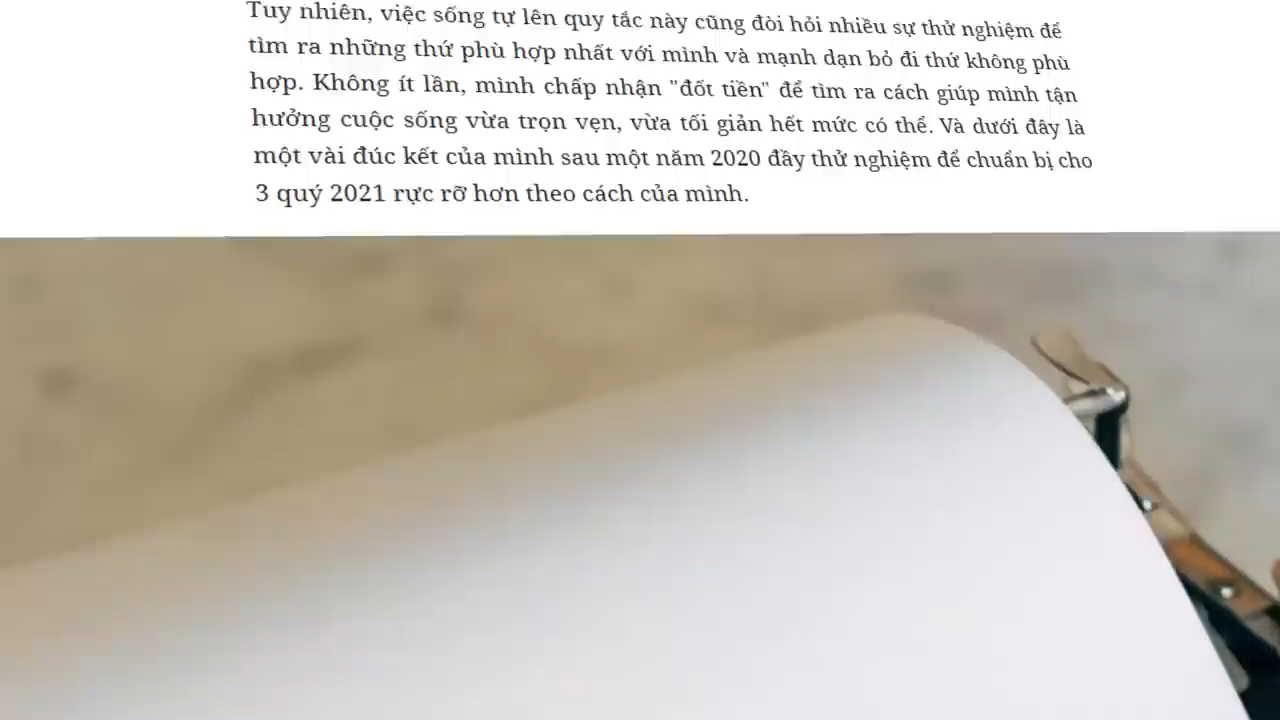 Tuy nhiên, việc sống tự lên quy tắc này cũng đòi hỏi nhiều sự thử nghiệm để
tìm ra những thứ phù hợp nhất với mình và mạnh dạn bỏ đi thứ không phù
hợp. Không ít lần, mình chấp nhận "đốt tiền" để tìm ra cách giúp mình tận
hưởng cuộc sống vừa trọn vẹn, vừa tối giản hết mức có thể. Và dưới đây là
một vài đúc kết của mình sau một năm 2020 đầy thử nghiệm để chuẩn bị cho
3 quý 2021 rực rỡ hơn theo cách của mình.